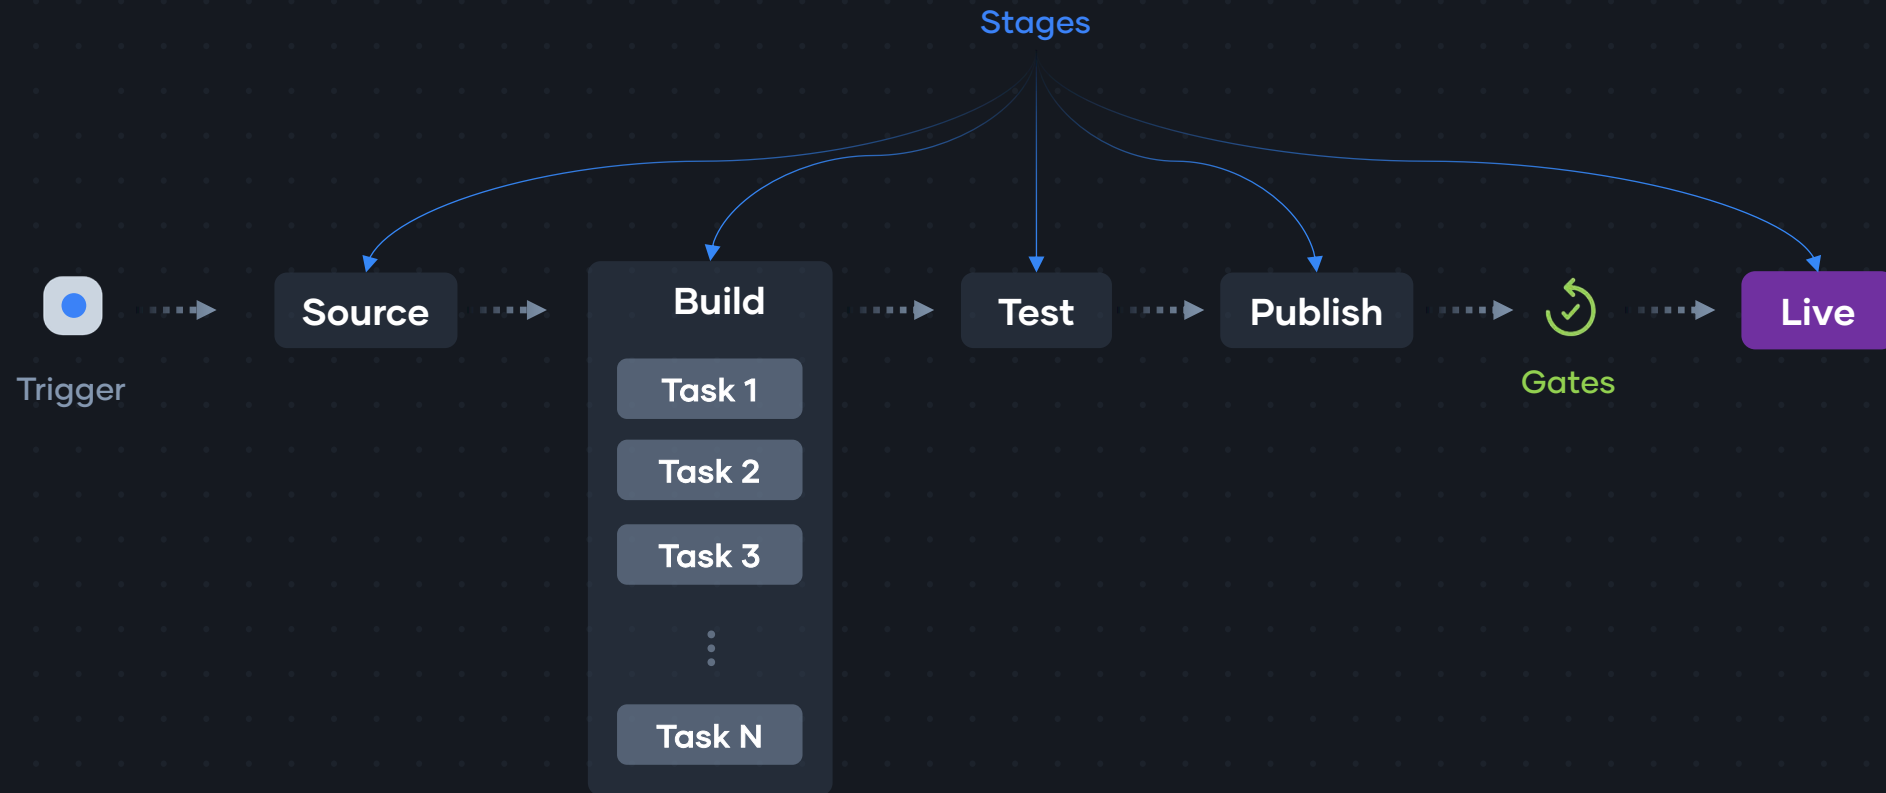 Stages
Trigger
Source
Build
Task 1
Task 2
Task 3
Task N
Test
Publish
Gates
Live